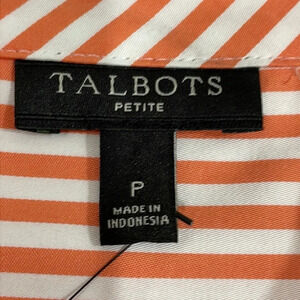 TALBOTS
PETITE
P
MADE IN
INDONESIA